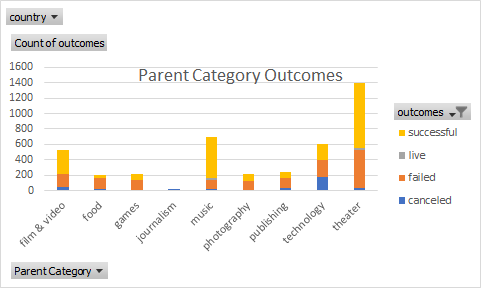 country
Count of outcomes
Parent Category Outcomes
1600
1400
1200
1000
800
600
400
200
0
film & video
food
games
journalism
music
photography
publishing
technology
theater
outcomes
successful
live
failed
canceled
Parent Category